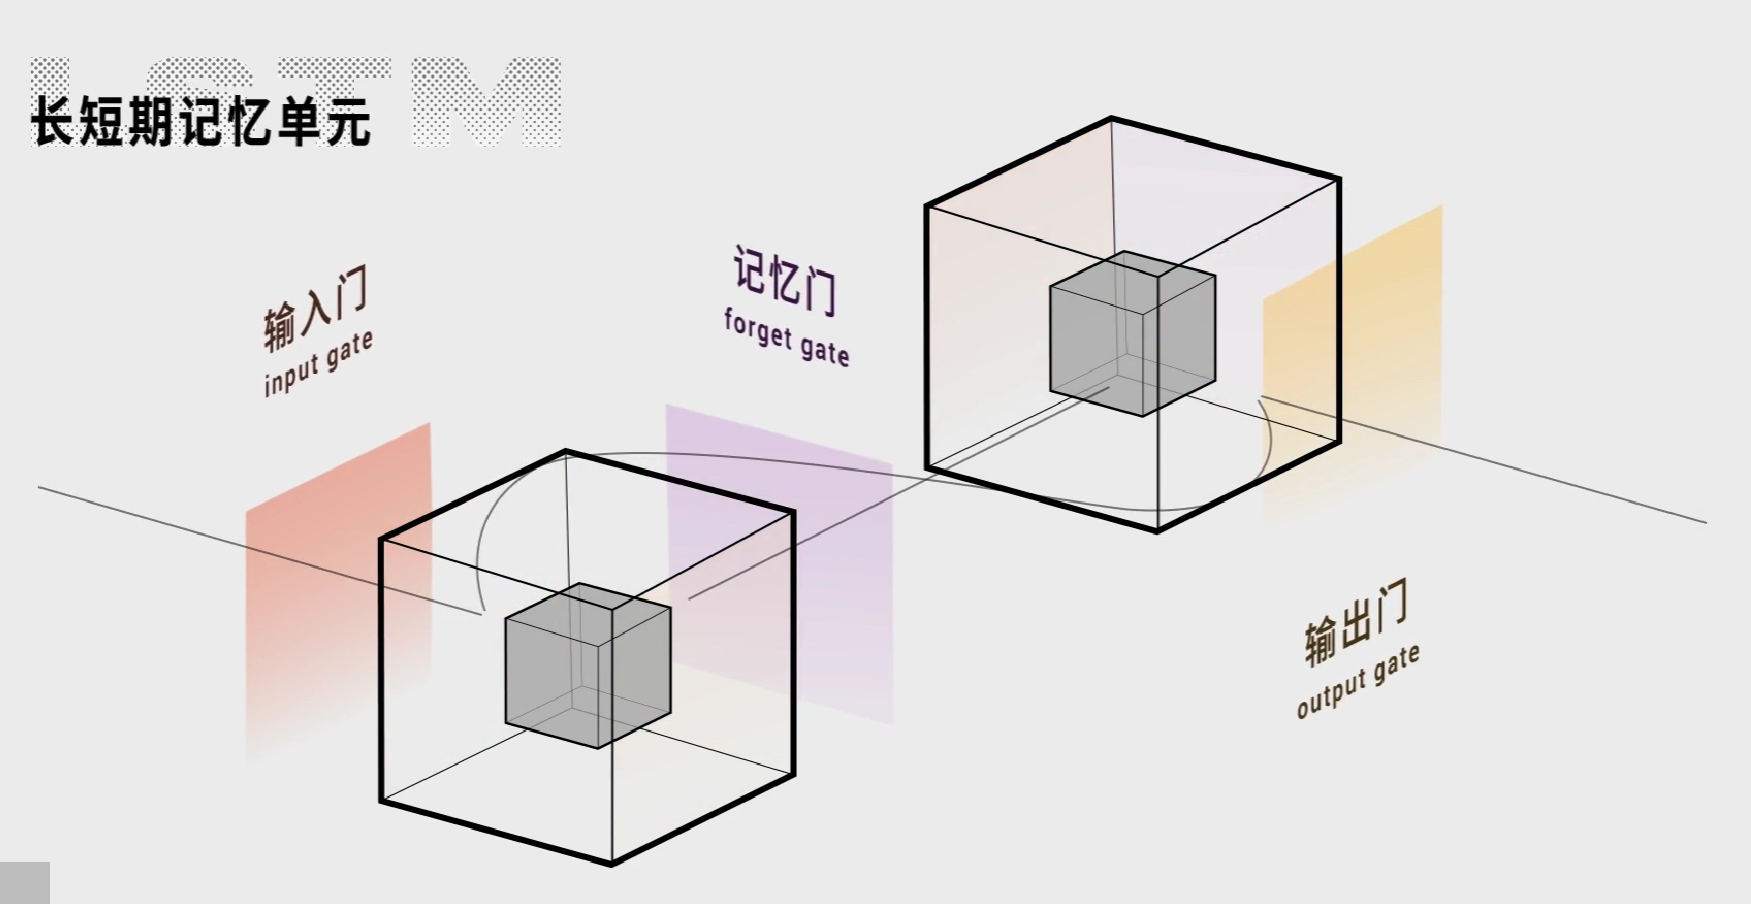 LSTM
长短期记忆单元
输入门
input gate
记忆门
forget gate
输出门
output gate